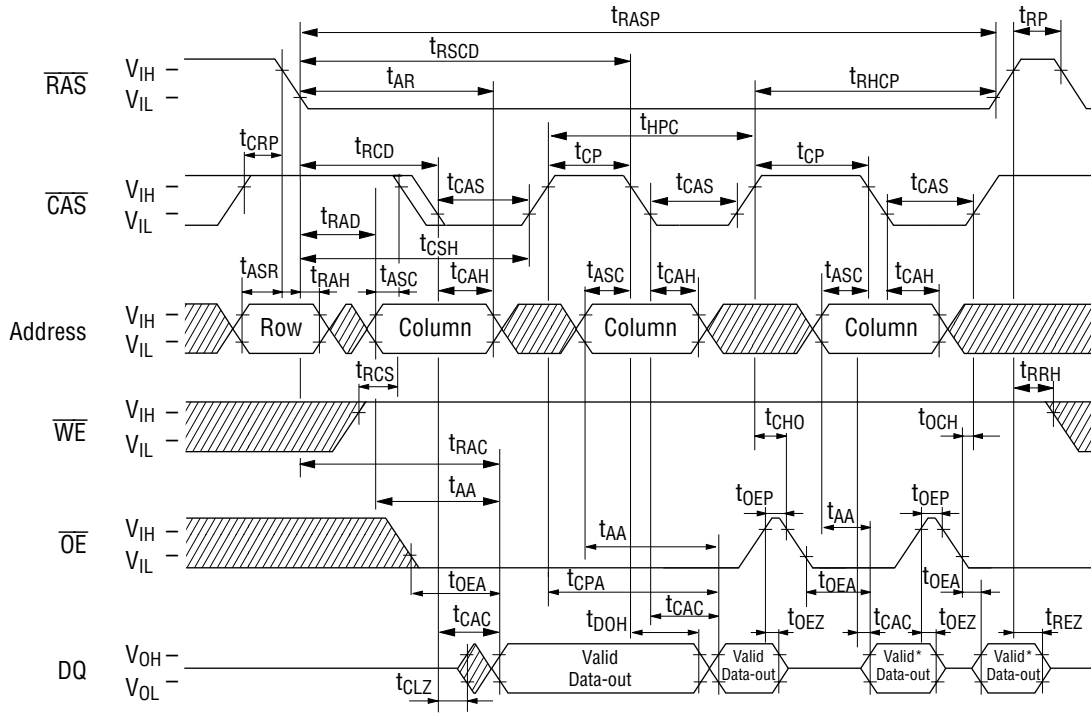 tRASP
tRP
tRSCD
tAR
tRHCP
RAS
VIH
VIL
tHPC
tCRP
tRCD
tCP
tCP
CAS
VIH
VIL
tCAS
tCAS
tCAS
tRAD
tCSH
tASR
tRAH
tASC
tCAH
tASC
tCAH
tASC
tCAH
Address
VIH
VIL
Row
Column
Column
Column
tRCS
tRRH
WE
VIH
VIL
tCHO
tOCH
tRAC
tAA
tOEP
tOEP
OE
VIH
VIL
tAA
tAA
tOEA
tCPA
tOEA
tOEA
tCAC
tCAC
tDOH
tOEZ
tCAC
tOEZ
tREZ
DQ
VOH
VOL
Valid
Data-out
Valid
Data-out
Valid*
Data-out
Valid*
Data-out
tCLZ